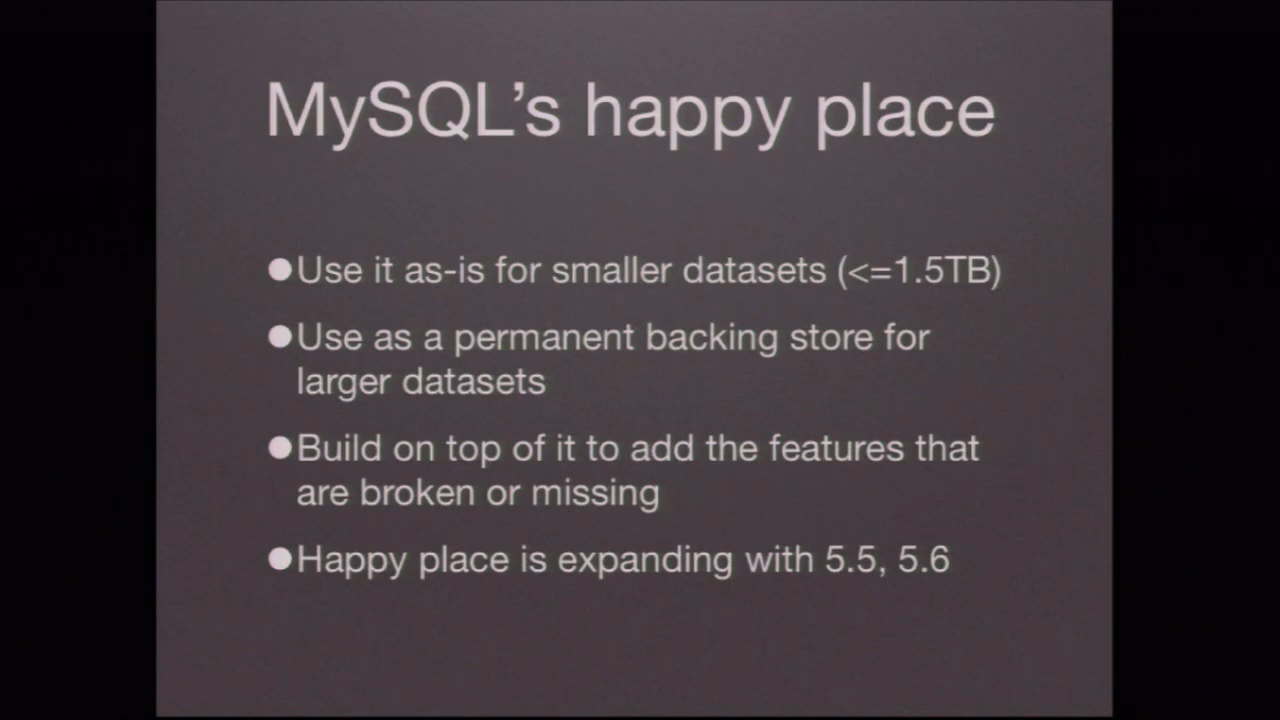 MySQL's happy place
●Use it as-is for smaller datasets (<=1.5TB)
●Use as a permanent backing store for
larger datasets
●Build on top of it to add the features that
are broken or missing
●Happy place is expanding with 5.5, 5.6